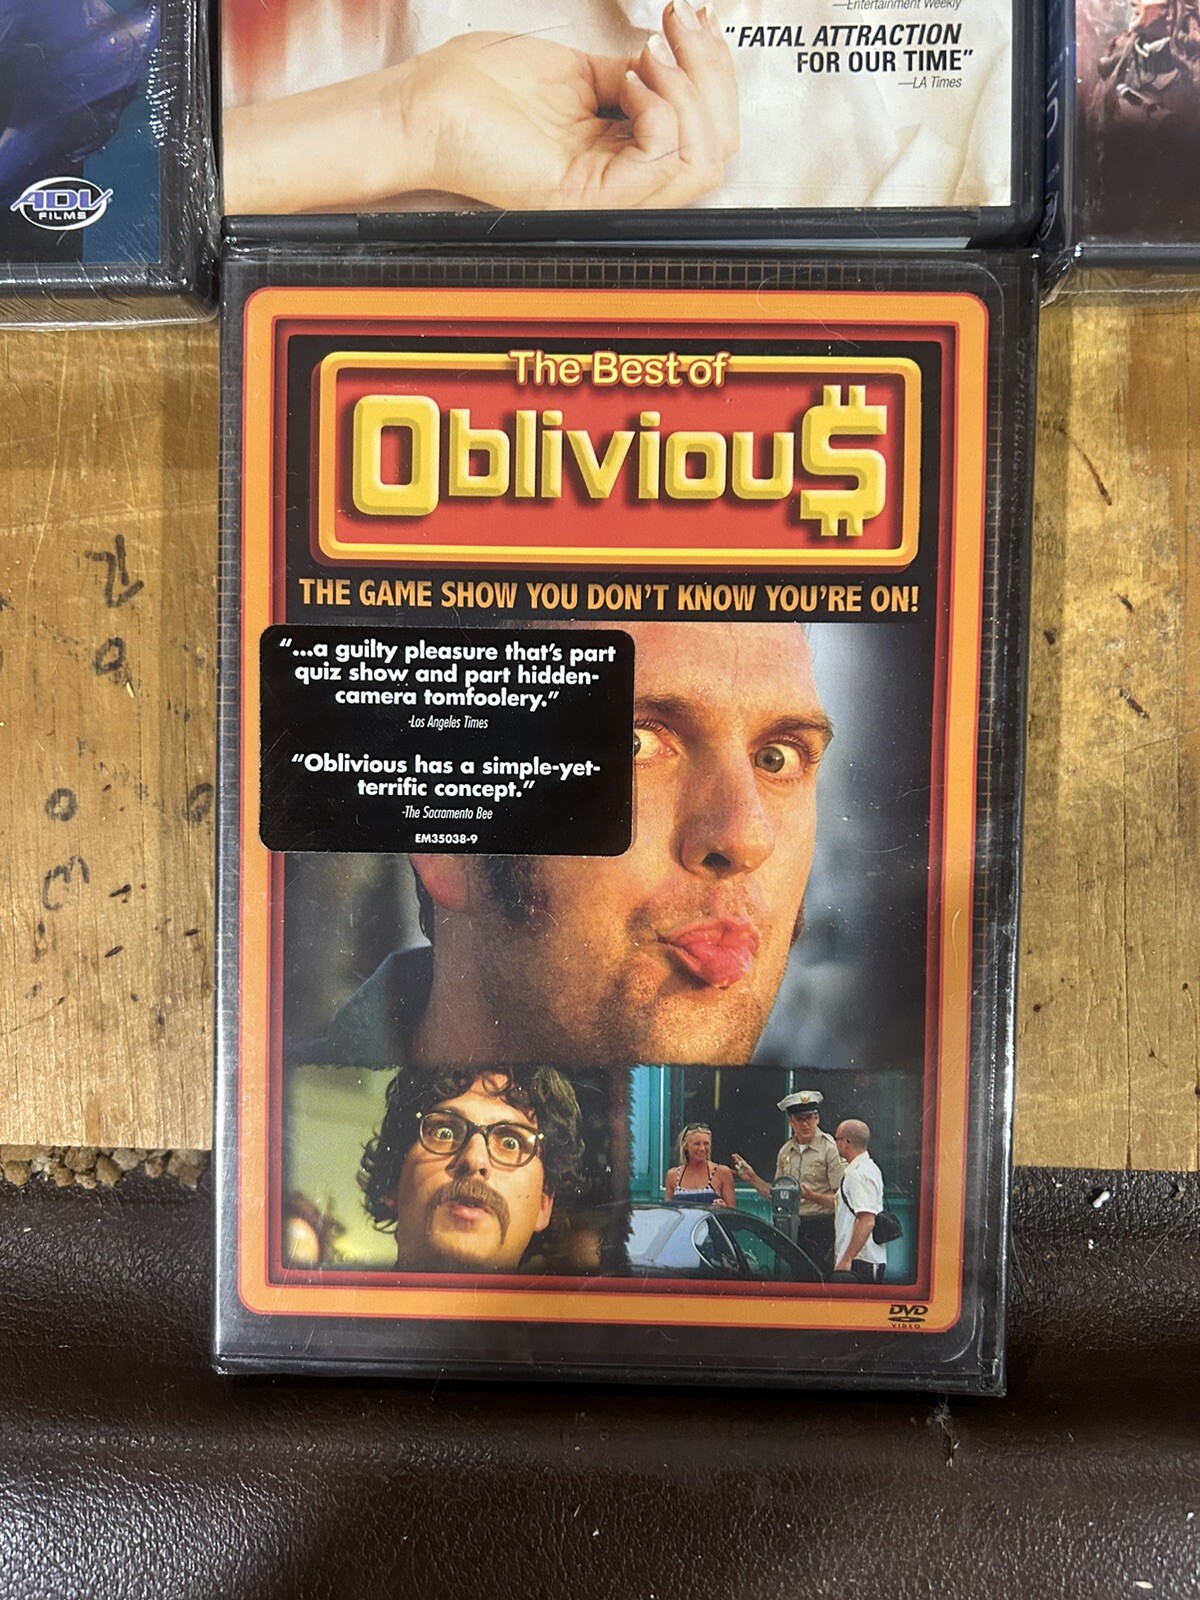 —Entertainment Weekly
"FATAL ATTRACTION
FOR OUR TIME"
—LA Times
ADV
FILMS
The Best of
Obliviou$
THE GAME SHOW YOU DON'T KNOW YOU'RE ON!
"...a guilty pleasure that's part
quiz show and part hidden-
camera tomfoolery."
-Los Angeles Times
"Oblivious has a simple-yet-
terrific concept."
-The Sacramento Bee
EM35038-9
DVD
VIDEO